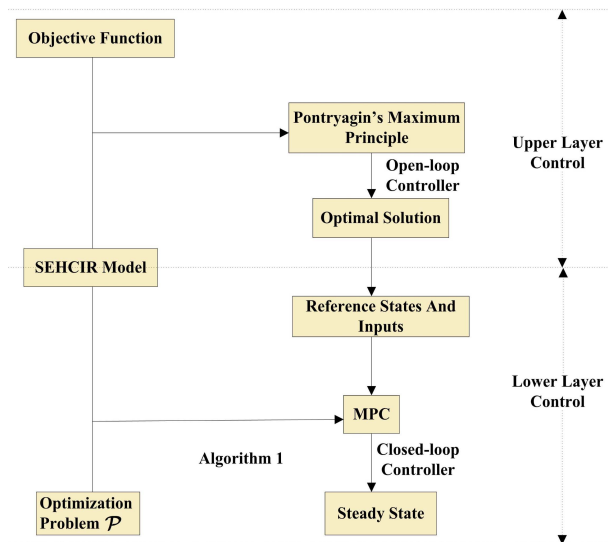 Objective Function
Pontryagin's Maximum
Principle
Upper Layer
Control
Open-loop
Controller
Optimal Solution
SEHCIR Model
Reference States And
Inputs
Lower Layer
Control
MPC
Algorithm 1
Closed-loop
Controller
Optimization
Problem 𝒫
Steady State